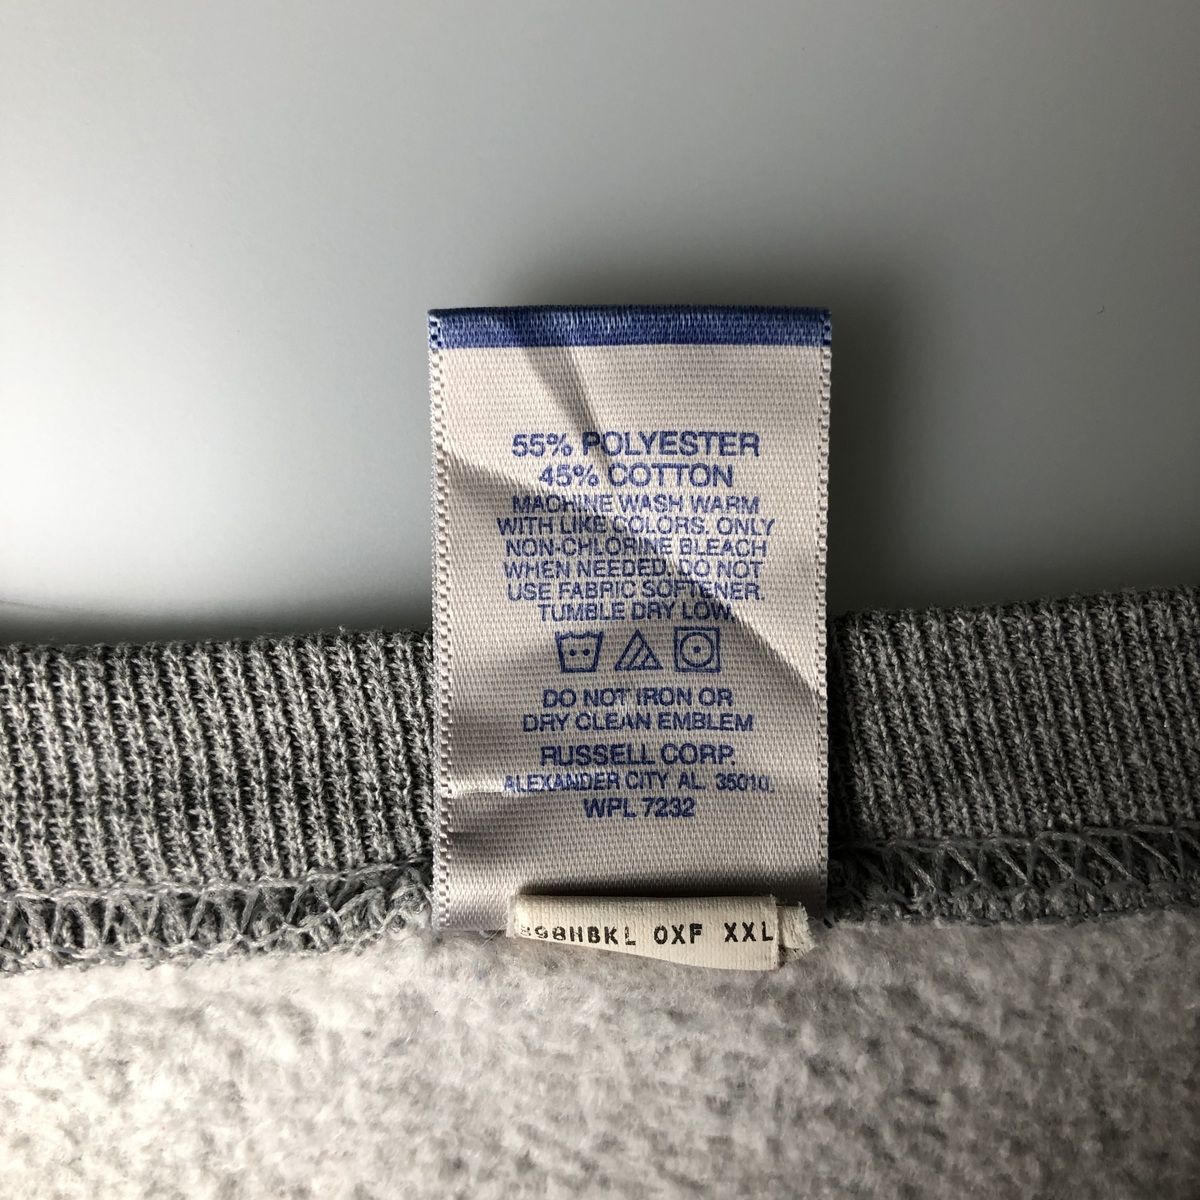 55% POLYESTER
45% COTTON
MACHINE WASH WARM
WITH LIKE COLORS. ONLY
NON-CHLORINE BLEACH
WHEN NEEDED. DO NOT
USE FABRIC SOFTENER
TUMBLE DRY LOW.
DO NOT IRON OR
DRY CLEAN EMBLEM
RUSSELL CORP.
ALEXANDER CITY AL. 35010.
WPL 7232
OXF XXL